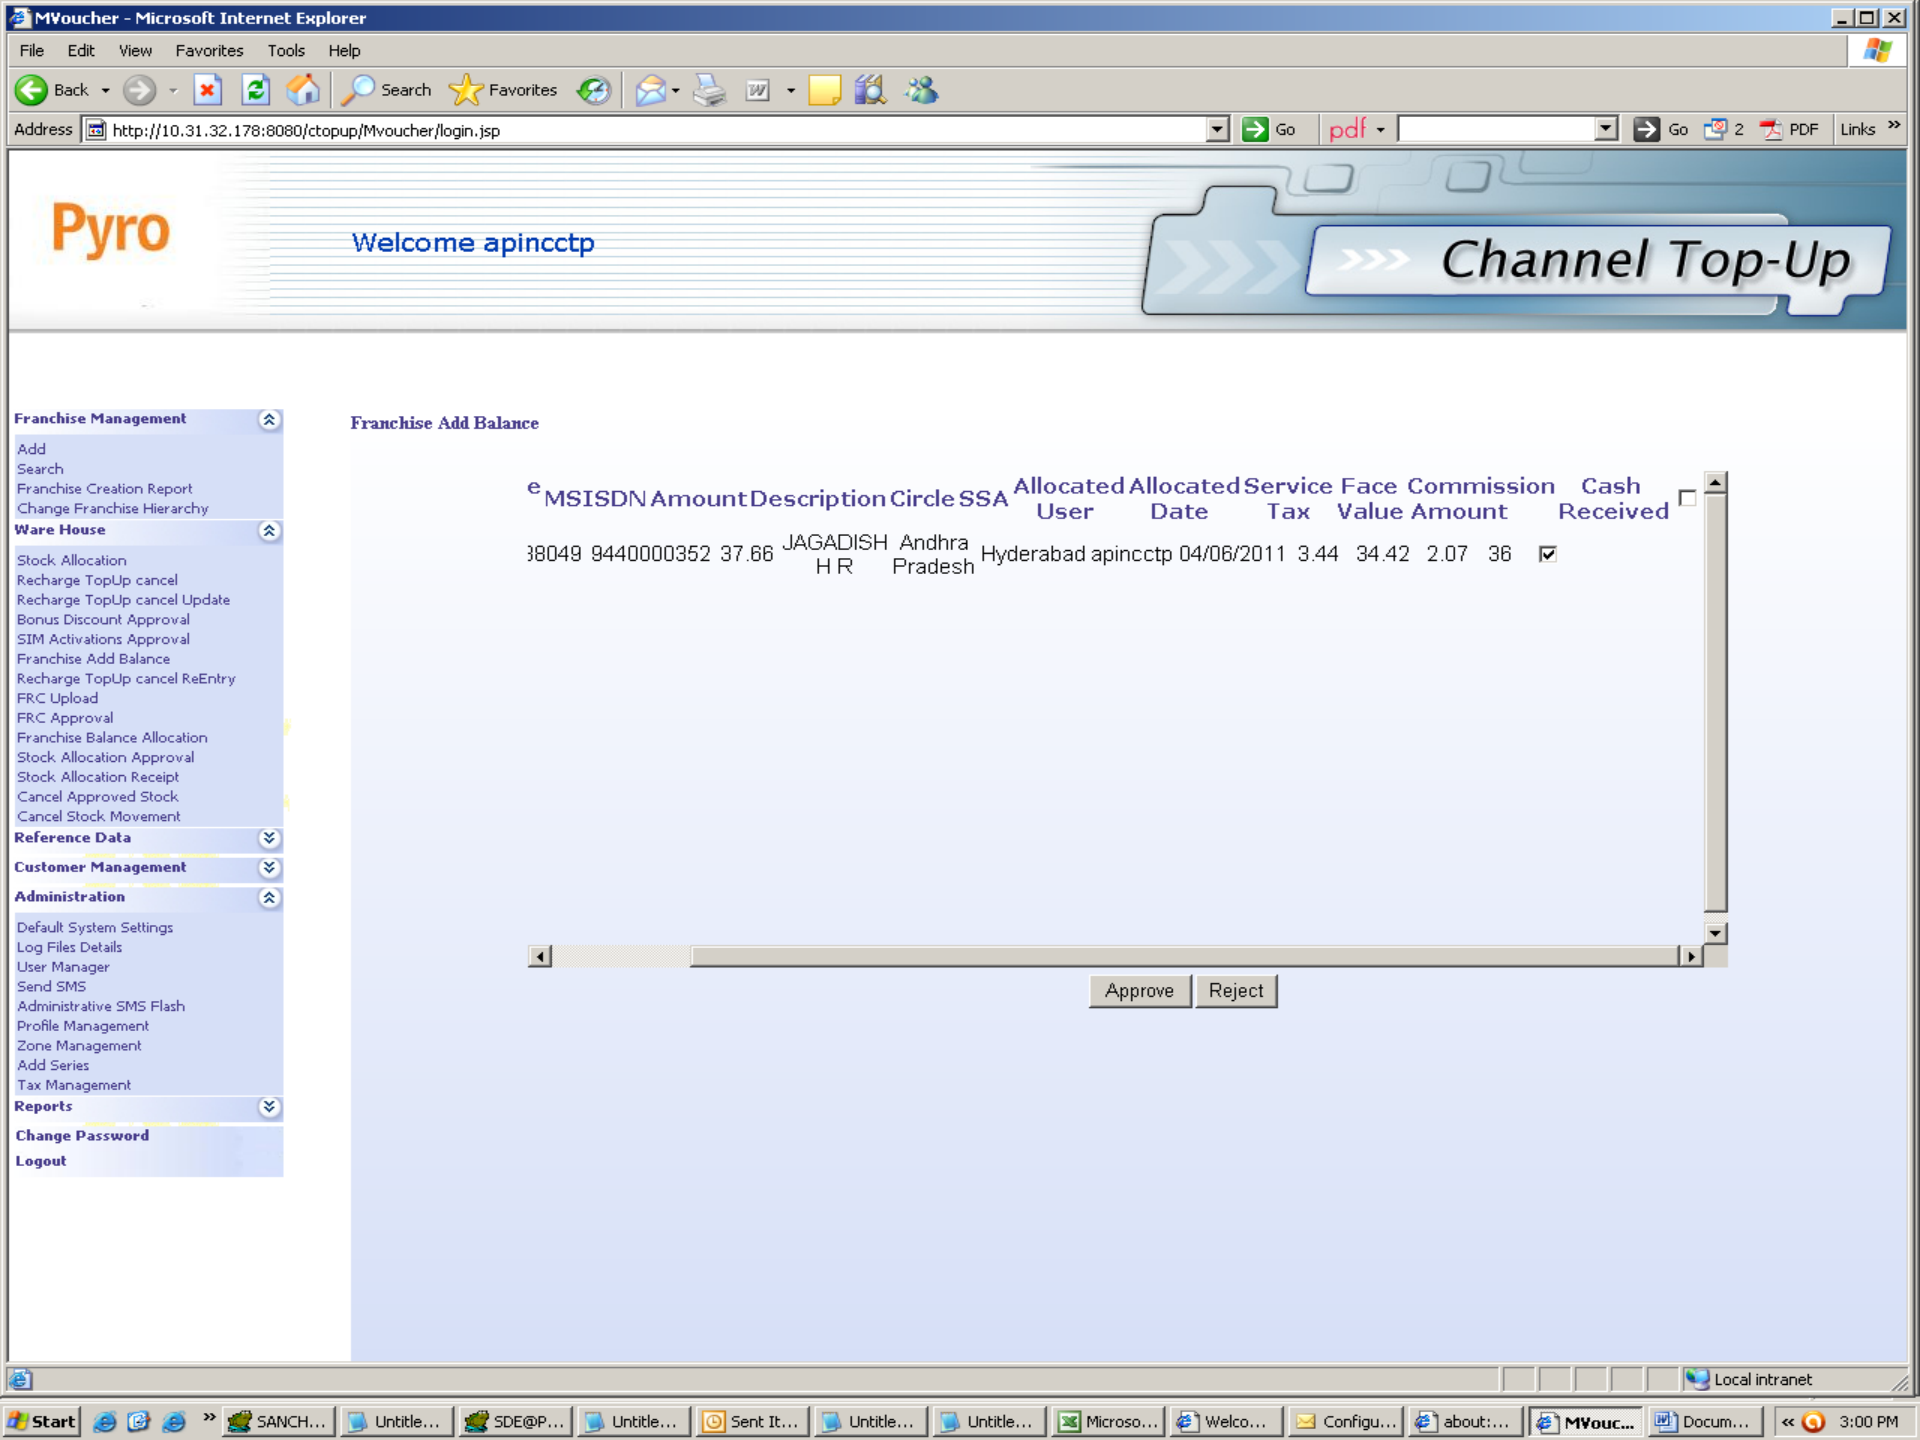 MVoucher - Microsoft Internet Explorer
File Edit View Favorites Tools Help
Back Search Favorites
Address http://10.31.32.178:8080/ctopup/Mvoucher/login.jsp Go pdf Go 2 PDF Links »
Pyro
Welcome apincctp
>>> Channel Top-Up
Franchise Management
Add
Search
Franchise Creation Report
Change Franchise Hierarchy
Ware House
Stock Allocation
Recharge TopUp cancel
Recharge TopUp cancel Update
Bonus Discount Approval
SIM Activations Approval
Franchise Add Balance
Recharge TopUp cancel ReEntry
FRC Upload
FRC Approval
Franchise Balance Allocation
Stock Allocation Approval
Stock Allocation Receipt
Cancel Approved Stock
Cancel Stock Movement
Reference Data
Customer Management
Administration
Default System Settings
Log Files Details
User Manager
Send SMS
Administrative SMS Flash
Profile Management
Zone Management
Add Series
Tax Management
Reports
Change Password
Logout
Franchise Add Balance
e MSISDN Amount Description Circle SSA Allocated User Allocated Date Service Tax Face Value Commission Amount Cash Received
38049 9440000352 37.66 JAGADISH H R Andhra Pradesh Hyderabad apincctp 04/06/2011 3.44 34.42 2.07 36
Approve Reject
Local intranet
Start » SANCH... Untitle... SDE@P... Untitle... Sent It... Untitle... Untitle... Microso... Welco... Configu... about:... MVouc... Docum... « 3:00 PM